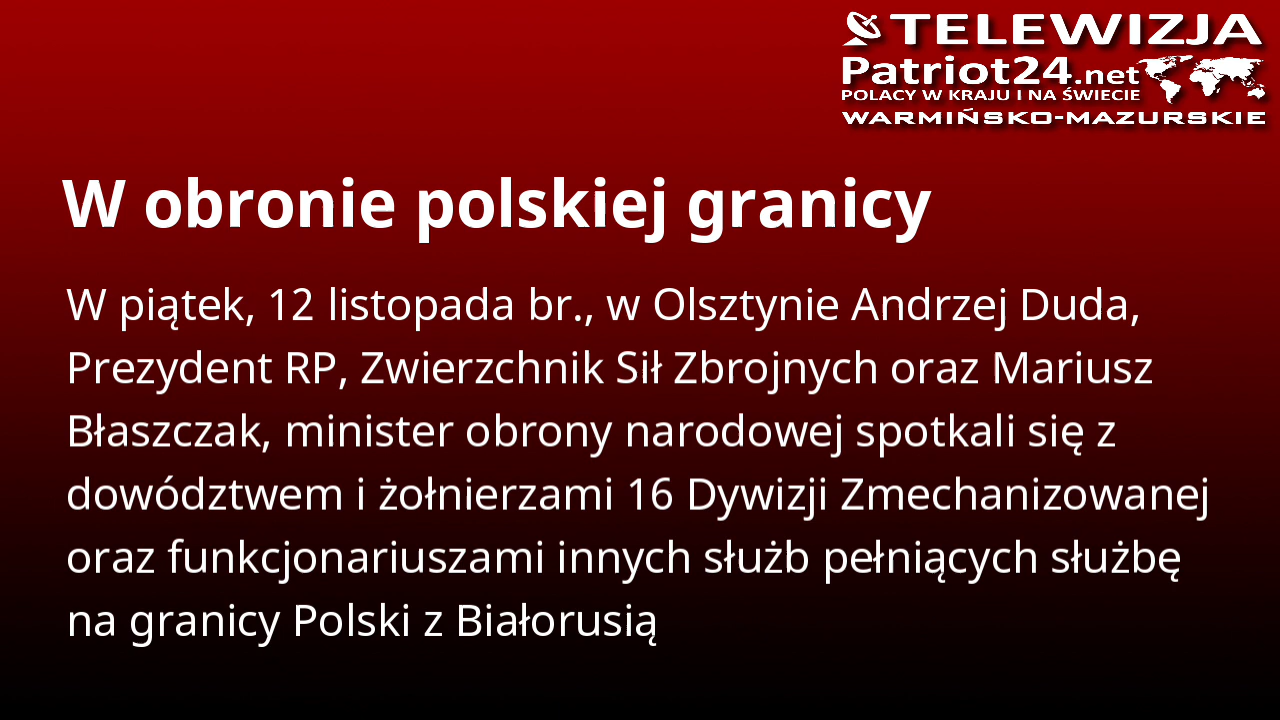 TELEWIZJA
Patriot24.net
POLACY W KRAJU I NA ŚWIECIE
WARMIŃSKO-MAZURSKIE
W obronie polskiej granicy
W piątek, 12 listopada br., w Olsztynie Andrzej Duda,
Prezydent RP, Zwierzchnik Sił Zbrojnych oraz Mariusz
Błaszczak, minister obrony narodowej spotkali się z
dowództwem i żołnierzami 16 Dywizji Zmechanizowanej
oraz funkcjonariuszami innych służb pełniących służbę
na granicy Polski z Białorusią